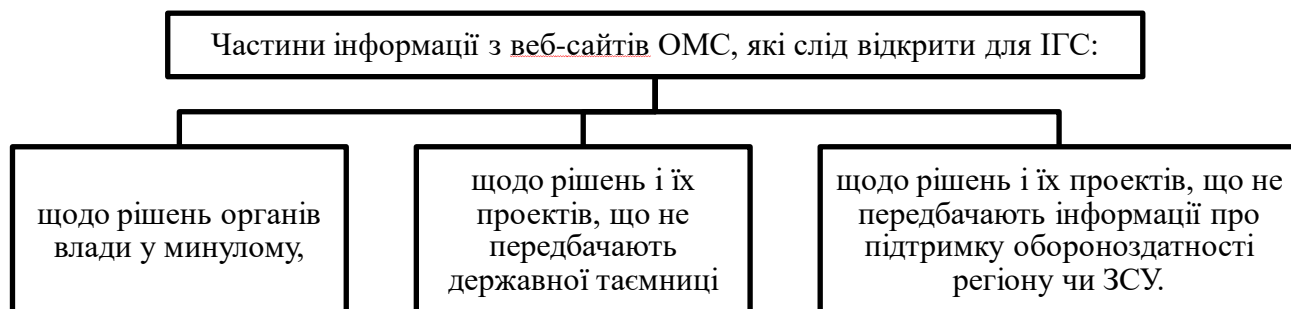 Частини інформації з веб-сайтів ОМС, які слід відкрити для ІГС:
щодо рішень органів
влади у минулому,
щодо рішень і їх
проектів, що не
передбачають
державної таємниці
щодо рішень і їх проектів, що не
передбачають інформації про
підтримку обороноздатності
регіону чи ЗСУ.